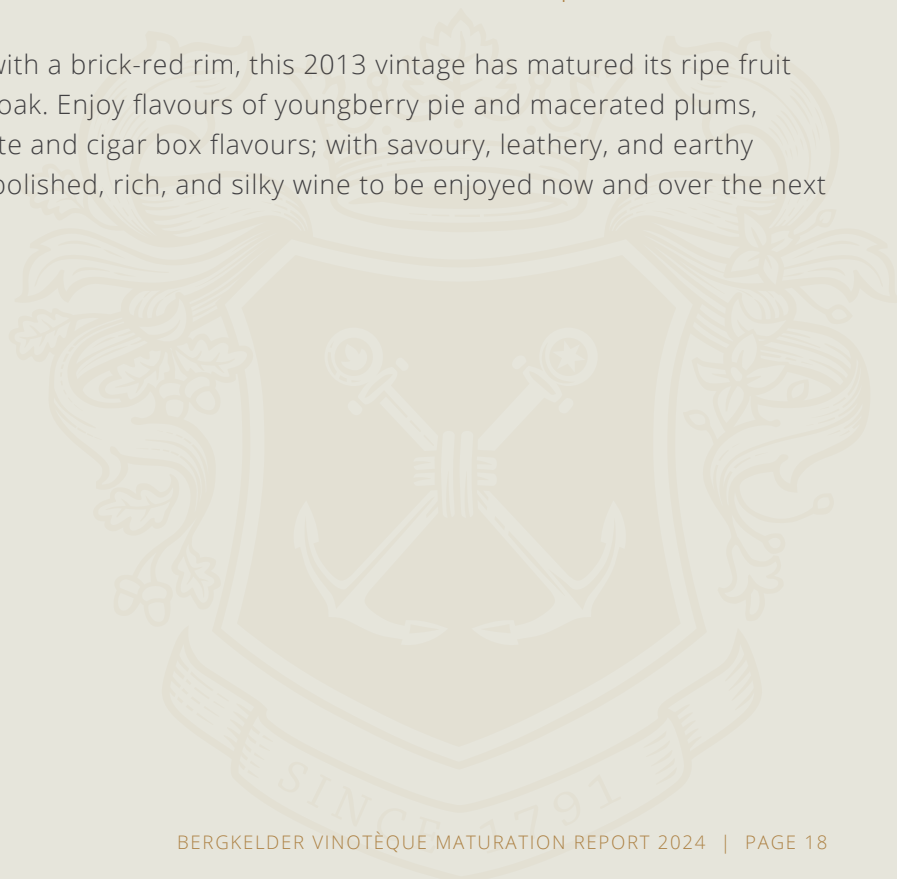 with a brick-red rim, this 2013 vintage has matured its ripe fruit
oak. Enjoy flavours of youngberry pie and macerated plums,
te and cigar box flavours; with savoury, leathery, and earthy
polished, rich, and silky wine to be enjoyed now and over the next
SINCE 1791
BERGKELDER VINOTÈQUE MATURATION REPORT 2024 | PAGE 18